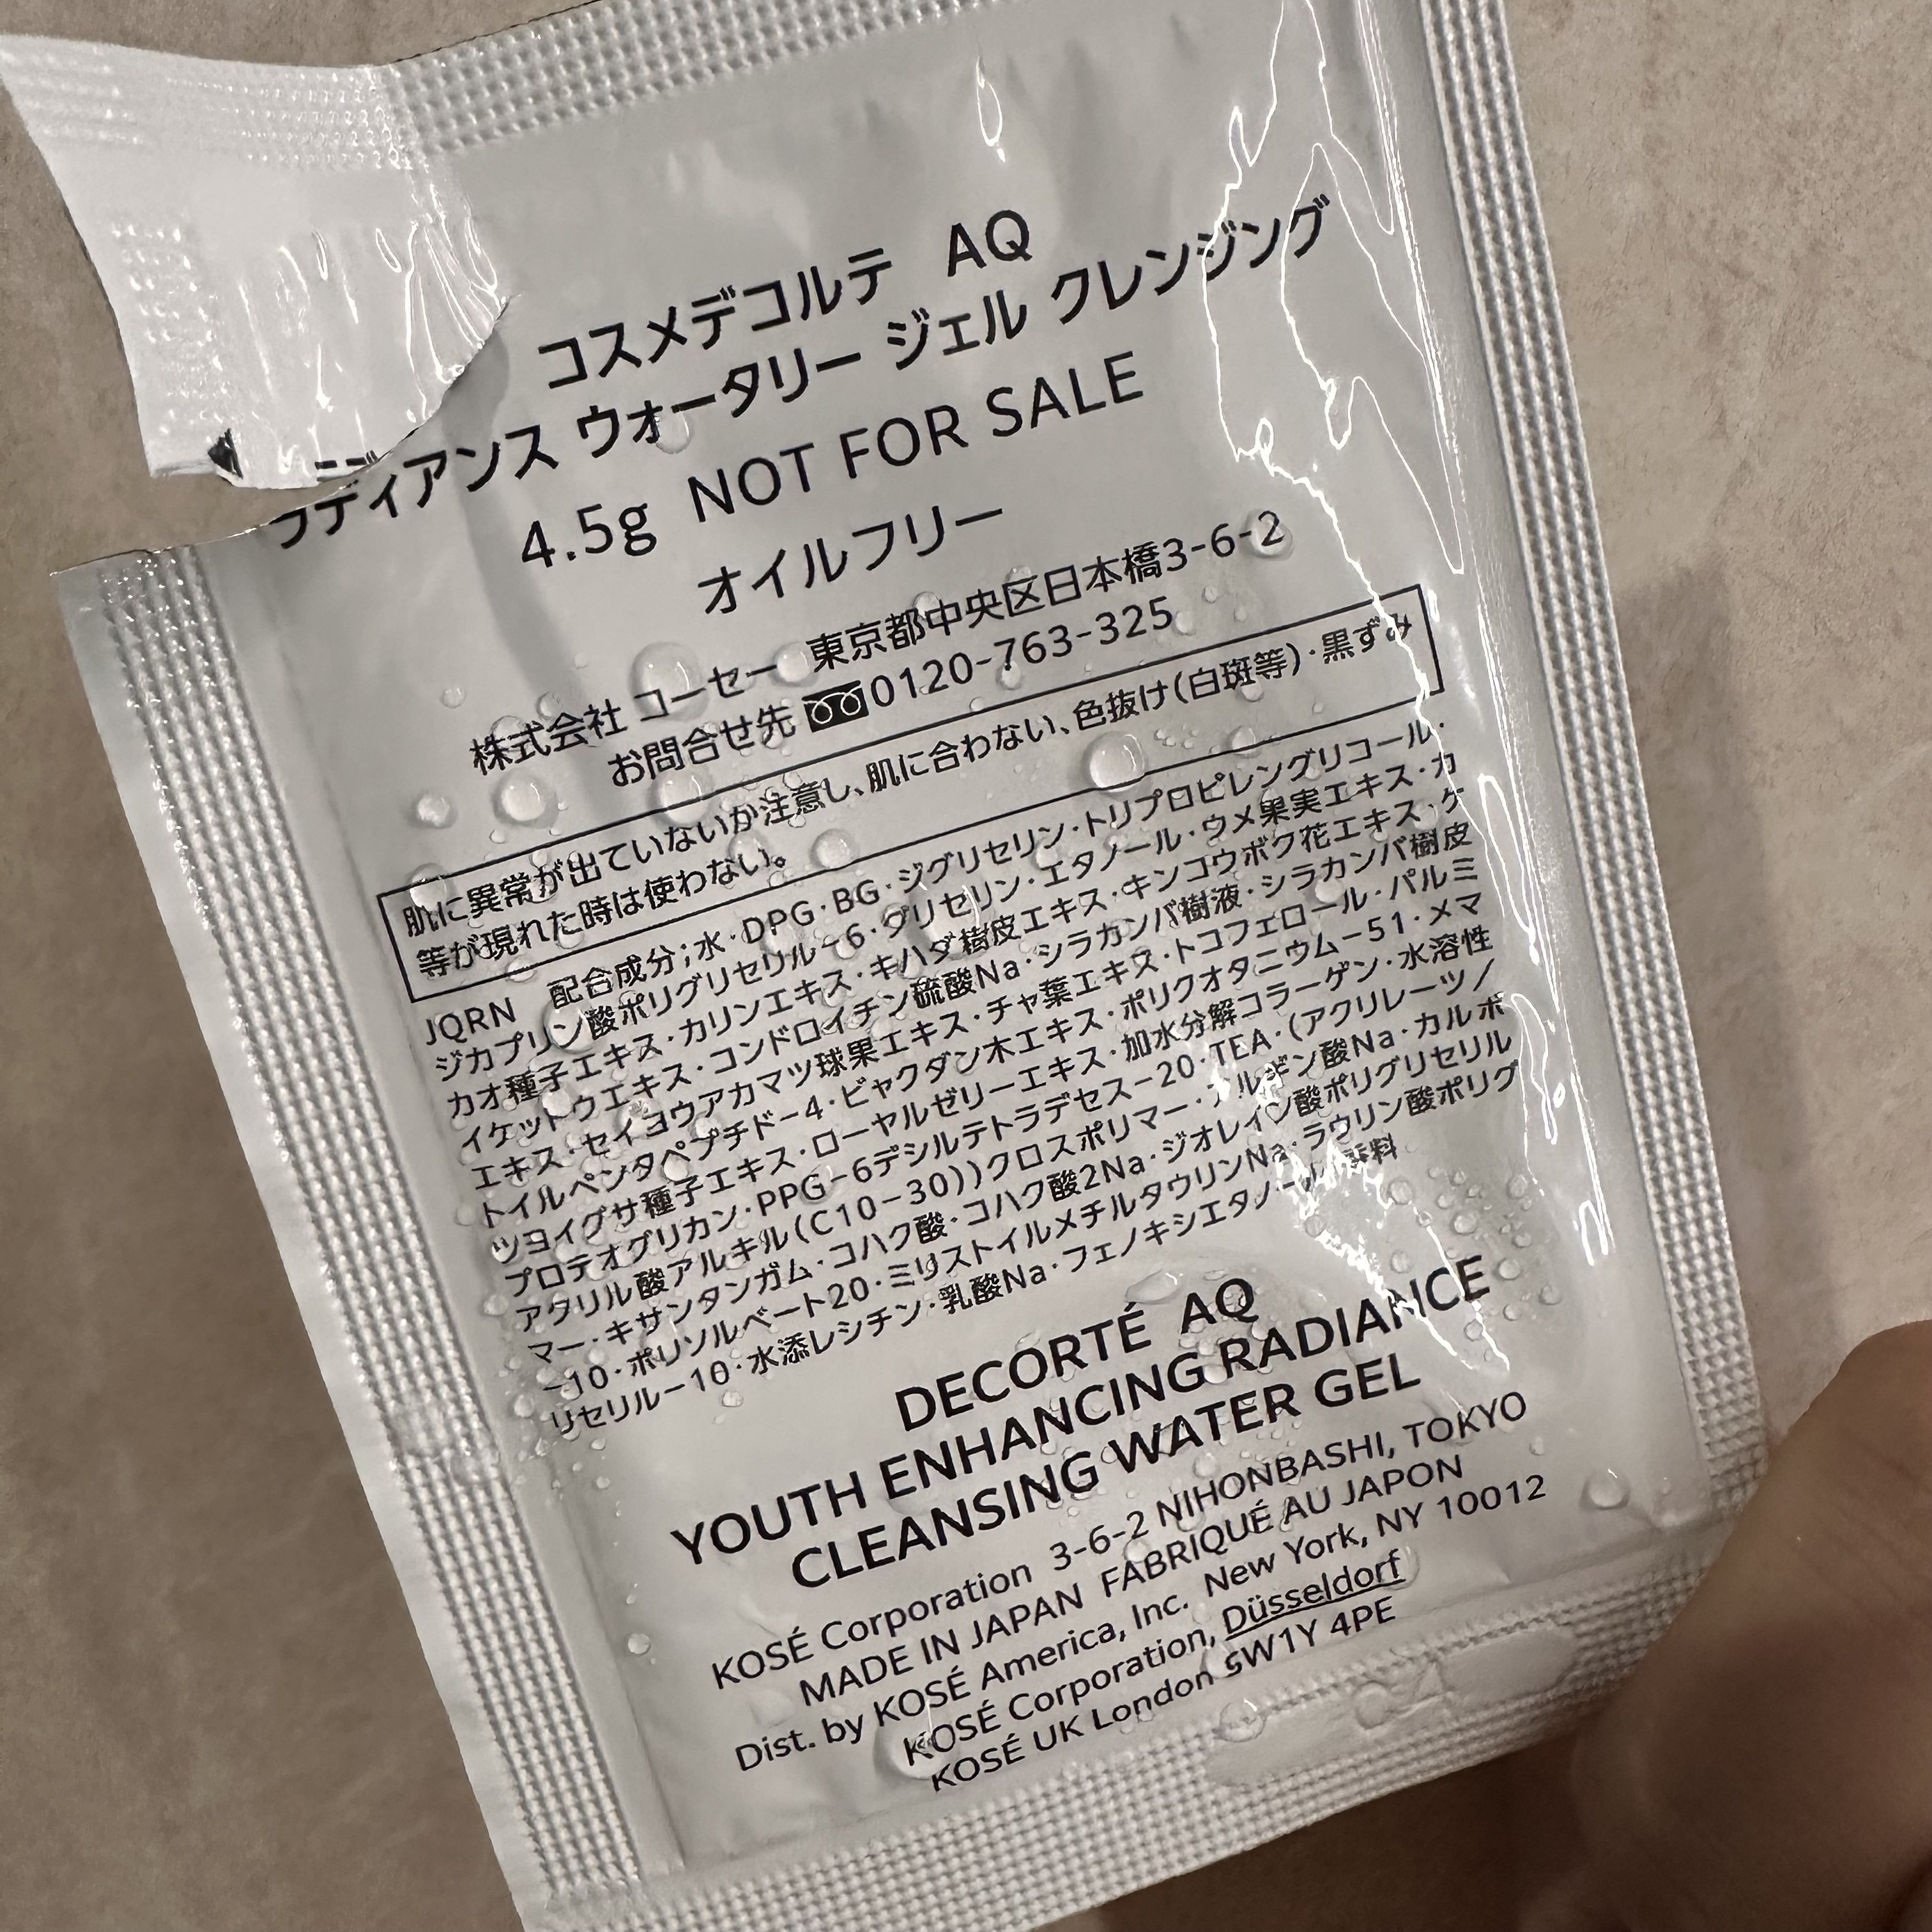 コスメデコルテ AQ
ラディアンス ウォータリー ジェル クレンジング
4.5g NOT FOR SALE
オイルフリー
株式会社 コーセー 東京都中央区日本橋3-6-2
お問合せ先 0120-763-325
肌に異常が出ていないか注意し、肌に合わない、色抜け(白斑等)・黒ずみ
等が現れた時は使わない。
JQRN 配合成分；水・DPG・BG・ジグリセリン・トリプロピレングリコール・
ジカプリン酸ポリグリセリル-6・グリセリン・エタノール・ウメ果実エキス・カ
カオ種子エキス・カリンエキス・キハダ樹皮エキス・キンコウボク花エキス・ケ
イケットウエキス・コンドロイチン硫酸Na・シラカンバ樹液・シラカンバ樹皮
エキス・セイヨウアカマツ球果エキス・チャ葉エキス・トコフェロール・パルミ
トイルペンタペプチド-4・ビャクダン木エキス・ポリクオタニウム-51・メマ
ツヨイグサ種子エキス・ローヤルゼリーエキス・加水分解コラーゲン・水溶性
プロテオグリカン・PPG-6デシルテトラデセス-20・TEA・(アクリレーツ/
アクリル酸アルキル(C10-30))クロスポリマー・アルギン酸Na・カルボ
マー・キサンタンガム・コハク酸・コハク酸2Na・ジオレイン酸ポリグリセリル
-10・ポリソルベート20・ミリストイルメチルタウリンNa・ラウリン酸ポリグ
リセリル-10・水添レシチン・乳酸Na・フェノキシエタノール・香料
DECORTÉ AQ
YOUTH ENHANCING RADIANCE
CLEANSING WATER GEL
KOSÉ Corporation 3-6-2 NIHONBASHI, TOKYO
MADE IN JAPAN FABRIQUÉ AU JAPON
Dist. by KOSÉ America, Inc. New York, NY 10012
KOSÉ Corporation, Düsseldorf
KOSÉ UK London SW1Y 4PE